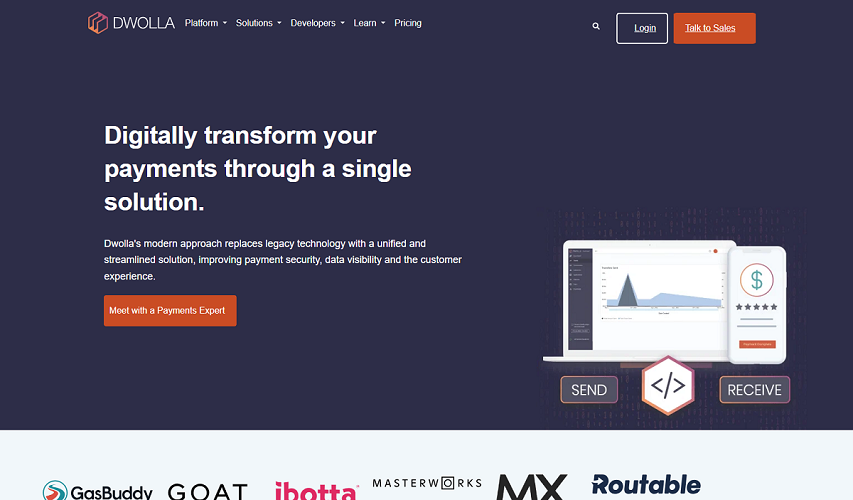 DWOLLA
Platform Solutions Developers Learn Pricing
Login
Talk to Sales
Digitally transform your
payments through a single
solution.
Dwolla's modern approach replaces legacy technology with a unified and
streamlined solution, improving payment security, data visibility and the customer
experience.
Meet with a Payments Expert
$
SEND
</>
RECEIVE
GasBuddy
GOAT
ibotta
MASTERWORKS
MX
Routable